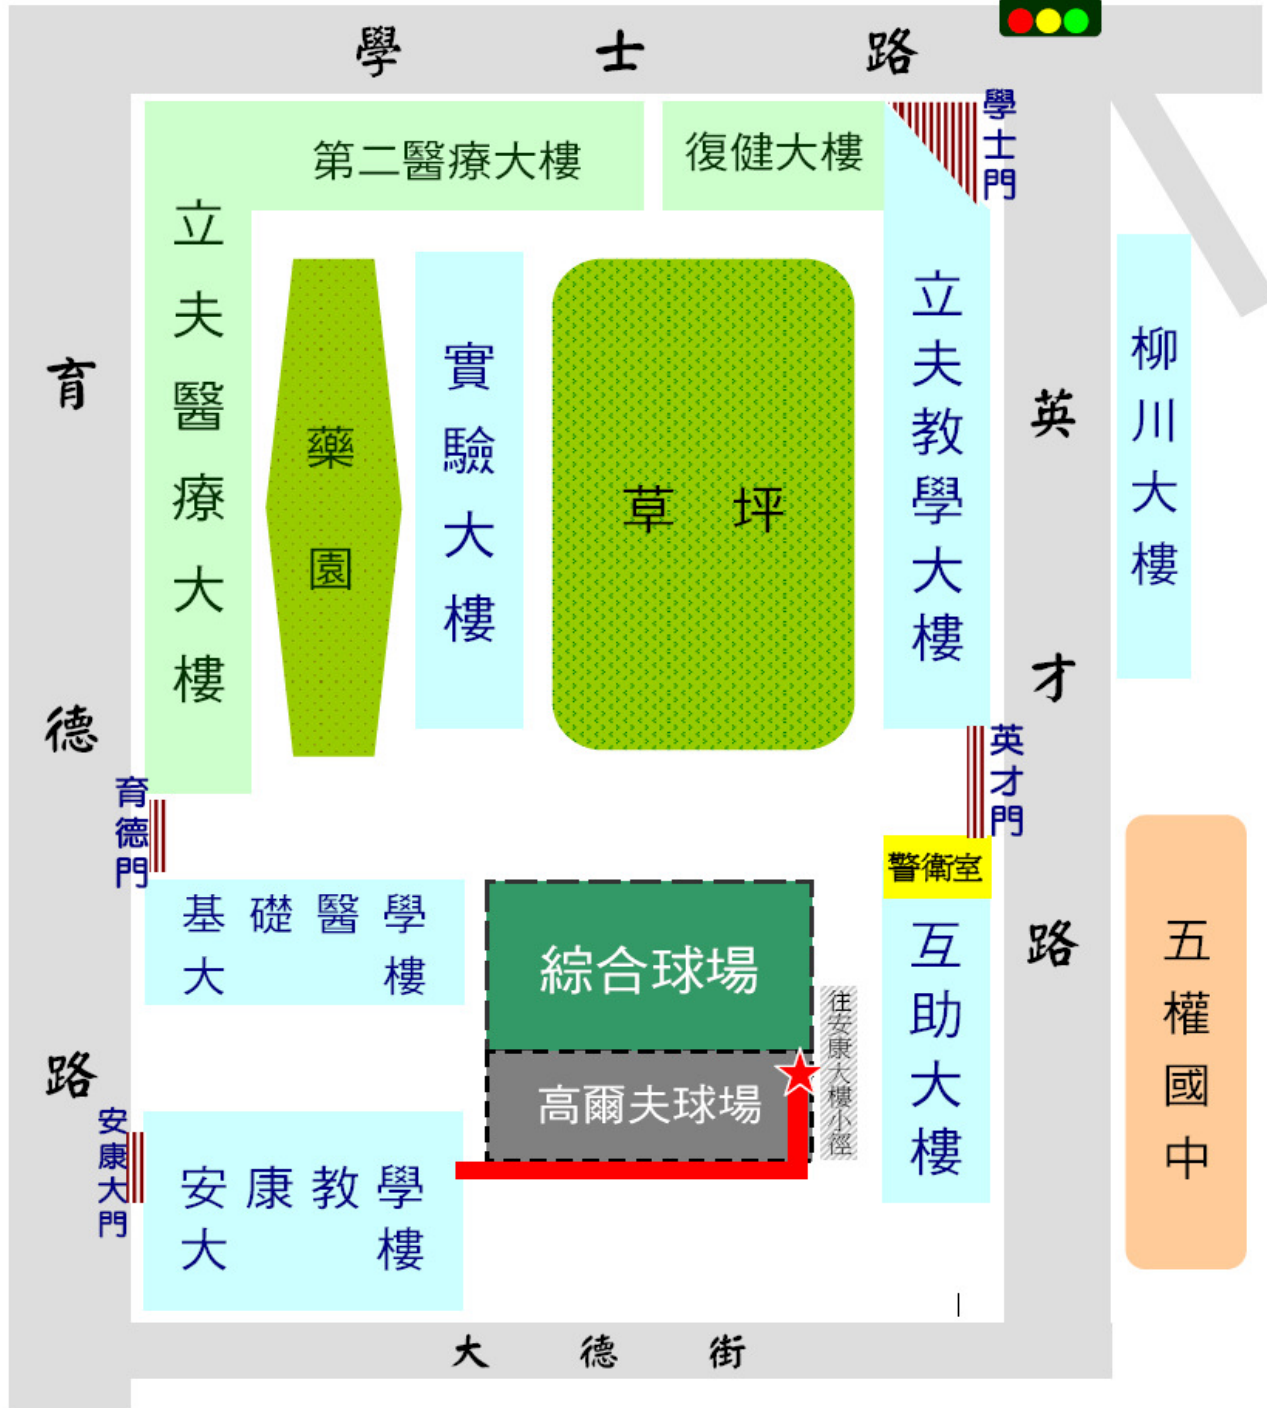 學士路
學士門
第二醫療大樓
復健大樓
立夫醫療大樓
藥園
實驗大樓
草坪
立夫教學大樓
柳川大樓
育德路
英才路
育德門
英才門
警衛室
基礎醫學
大樓
綜合球場
高爾夫球場
往安康大樓小徑
互助大樓
五權國中
安康大門
安康教學
大樓
大德街